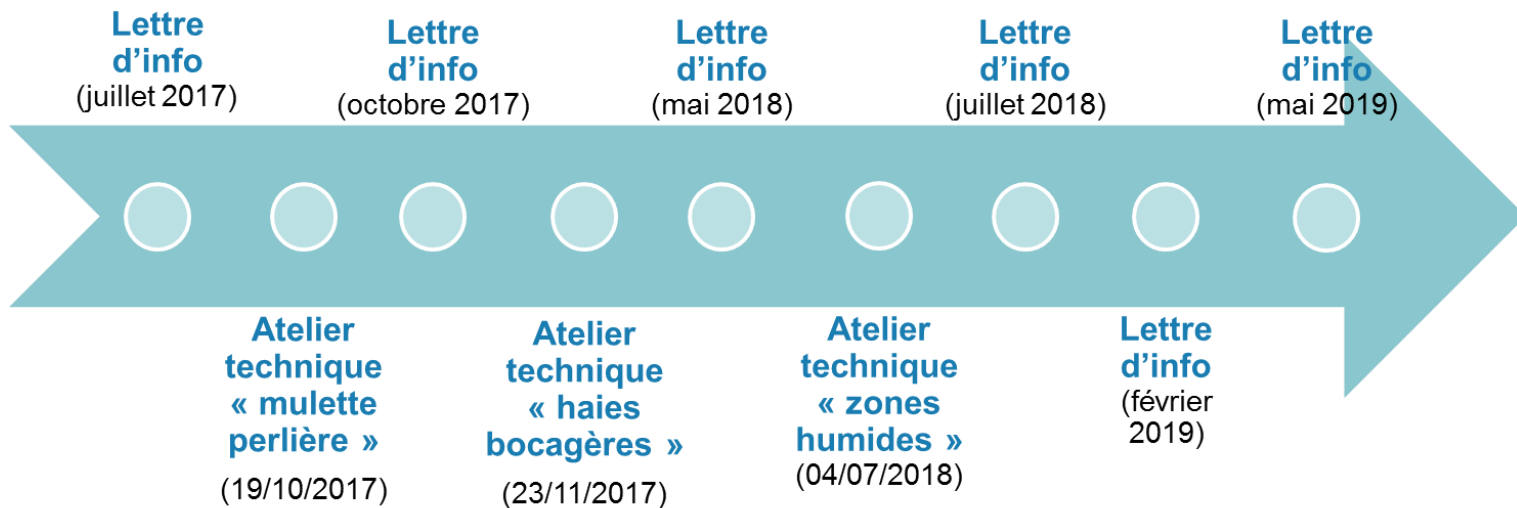 Lettre
d’info
(juillet 2017)
Lettre
d’info
(octobre 2017)
Lettre
d’info
(mai 2018)
Lettre
d’info
(juillet 2018)
Lettre
d’info
(mai 2019)
Atelier
technique
« mulette
perlière »
(19/10/2017)
Atelier
technique
« haies
bocagères »
(23/11/2017)
Atelier
technique
« zones
humides »
(04/07/2018)
Lettre
d’info
(février
2019)